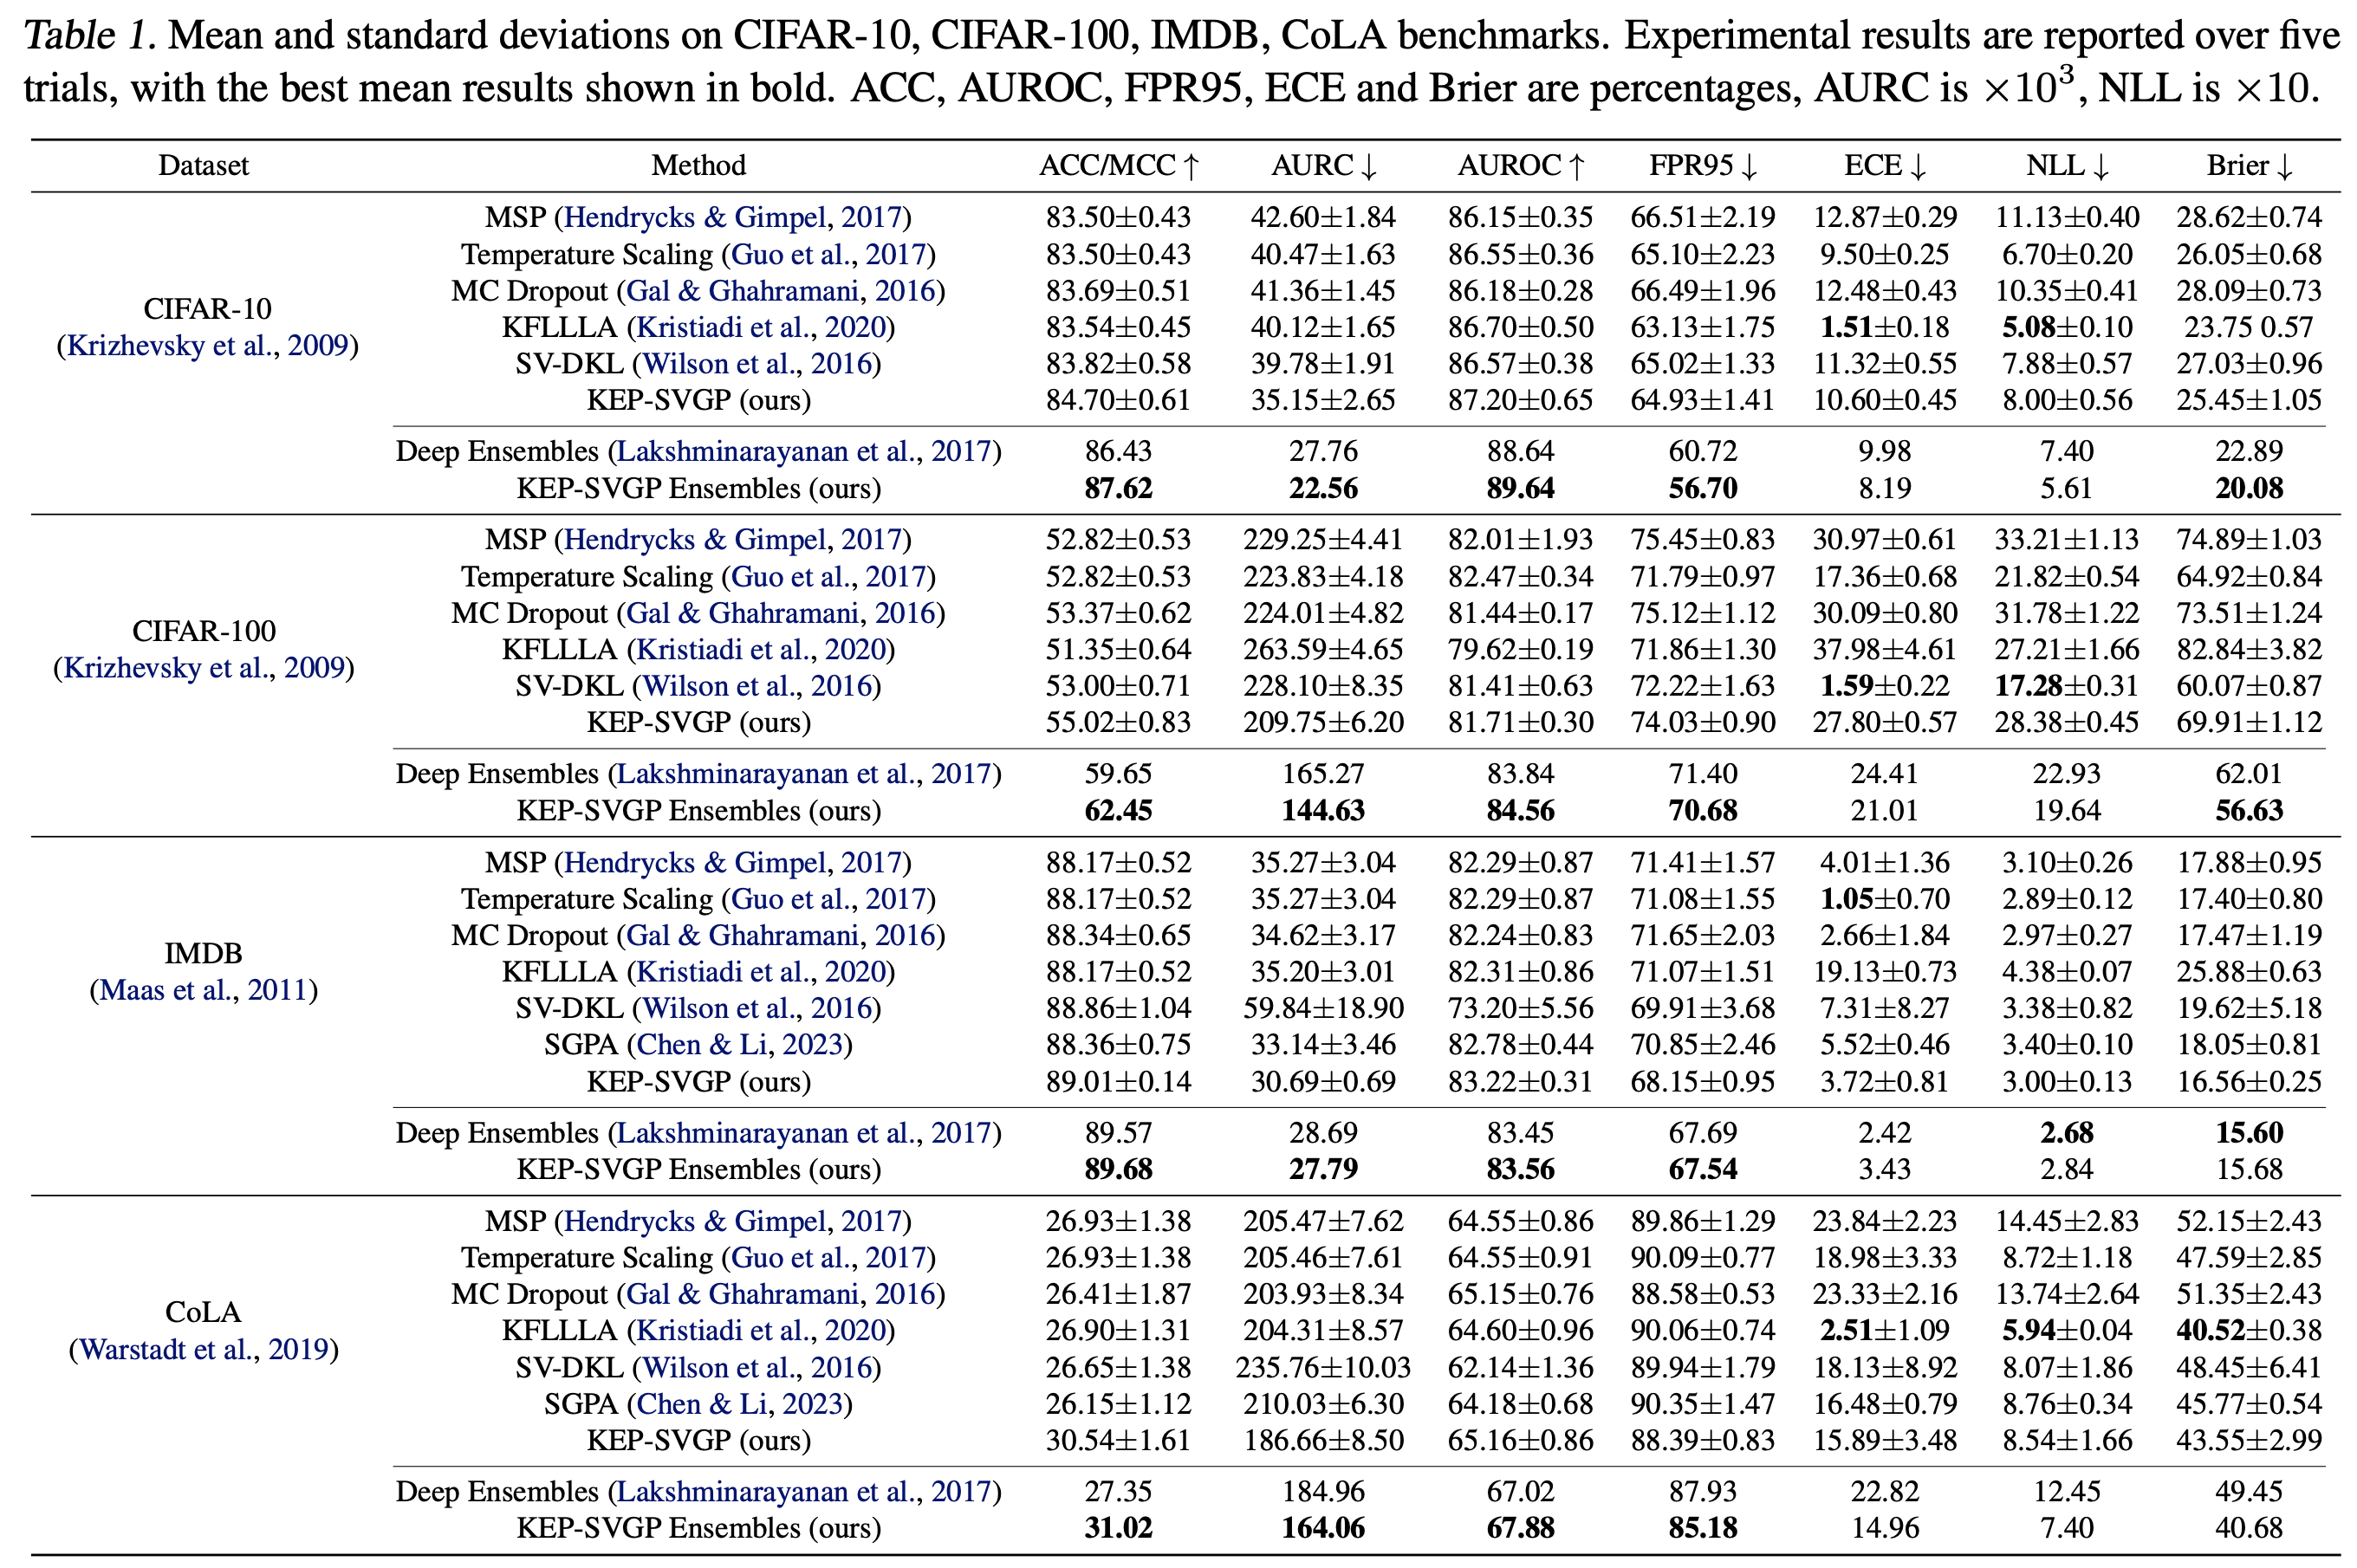 Table 1. Mean and standard deviations on CIFAR-10, CIFAR-100, IMDB, CoLA benchmarks. Experimental results are reported over five
trials, with the best mean results shown in bold. ACC, AUROC, FPR95, ECE and Brier are percentages, AURC is ×10³, NLL is ×10.
Dataset Method ACC/MCC ↑ AURC ↓ AUROC ↑ FPR95 ↓ ECE ↓ NLL ↓ Brier ↓
CIFAR-10
(Krizhevsky et al., 2009)
MSP (Hendrycks & Gimpel, 2017) 83.50±0.43 42.60±1.84 86.15±0.35 66.51±2.19 12.87±0.29 11.13±0.40 28.62±0.74
Temperature Scaling (Guo et al., 2017) 83.50±0.43 40.47±1.63 86.55±0.36 65.10±2.23 9.50±0.25 6.70±0.20 26.05±0.68
MC Dropout (Gal & Ghahramani, 2016) 83.69±0.51 41.36±1.45 86.18±0.28 66.49±1.96 12.48±0.43 10.35±0.41 28.09±0.73
KFLLLA (Kristiadi et al., 2020) 83.54±0.45 40.12±1.65 86.70±0.50 63.13±1.75 1.51±0.18 5.08±0.10 23.75 0.57
SV-DKL (Wilson et al., 2016) 83.82±0.58 39.78±1.91 86.57±0.38 65.02±1.33 11.32±0.55 7.88±0.57 27.03±0.96
KEP-SVGP (ours) 84.70±0.61 35.15±2.65 87.20±0.65 64.93±1.41 10.60±0.45 8.00±0.56 25.45±1.05
Deep Ensembles (Lakshminarayanan et al., 2017) 86.43 27.76 88.64 60.72 9.98 7.40 22.89
KEP-SVGP Ensembles (ours) 87.62 22.56 89.64 56.70 8.19 5.61 20.08
CIFAR-100
(Krizhevsky et al., 2009)
MSP (Hendrycks & Gimpel, 2017) 52.82±0.53 229.25±4.41 82.01±1.93 75.45±0.83 30.97±0.61 33.21±1.13 74.89±1.03
Temperature Scaling (Guo et al., 2017) 52.82±0.53 223.83±4.18 82.47±0.34 71.79±0.97 17.36±0.68 21.82±0.54 64.92±0.84
MC Dropout (Gal & Ghahramani, 2016) 53.37±0.62 224.01±4.82 81.44±0.17 75.12±1.12 30.09±0.80 31.78±1.22 73.51±1.24
KFLLLA (Kristiadi et al., 2020) 51.35±0.64 263.59±4.65 79.62±0.19 71.86±1.30 37.98±4.61 27.21±1.66 82.84±3.82
SV-DKL (Wilson et al., 2016) 53.00±0.71 228.10±8.35 81.41±0.63 72.22±1.63 1.59±0.22 17.28±0.31 60.07±0.87
KEP-SVGP (ours) 55.02±0.83 209.75±6.20 81.71±0.30 74.03±0.90 27.80±0.57 28.38±0.45 69.91±1.12
Deep Ensembles (Lakshminarayanan et al., 2017) 59.65 165.27 83.84 71.40 24.41 22.93 62.01
KEP-SVGP Ensembles (ours) 62.45 144.63 84.56 70.68 21.01 19.64 56.63
IMDB
(Maas et al., 2011)
MSP (Hendrycks & Gimpel, 2017) 88.17±0.52 35.27±3.04 82.29±0.87 71.41±1.57 4.01±1.36 3.10±0.26 17.88±0.95
Temperature Scaling (Guo et al., 2017) 88.17±0.52 35.27±3.04 82.29±0.87 71.08±1.55 1.05±0.70 2.89±0.12 17.40±0.80
MC Dropout (Gal & Ghahramani, 2016) 88.34±0.65 34.62±3.17 82.24±0.83 71.65±2.03 2.66±1.84 2.97±0.27 17.47±1.19
KFLLLA (Kristiadi et al., 2020) 88.17±0.52 35.20±3.01 82.31±0.86 71.07±1.51 19.13±0.73 4.38±0.07 25.88±0.63
SV-DKL (Wilson et al., 2016) 88.86±1.04 59.84±18.90 73.20±5.56 69.91±3.68 7.31±8.27 3.38±0.82 19.62±5.18
SGPA (Chen & Li, 2023) 88.36±0.75 33.14±3.46 82.78±0.44 70.85±2.46 5.52±0.46 3.40±0.10 18.05±0.81
KEP-SVGP (ours) 89.01±0.14 30.69±0.69 83.22±0.31 68.15±0.95 3.72±0.81 3.00±0.13 16.56±0.25
Deep Ensembles (Lakshminarayanan et al., 2017) 89.57 28.69 83.45 67.69 2.42 2.68 15.60
KEP-SVGP Ensembles (ours) 89.68 27.79 83.56 67.54 3.43 2.84 15.68
CoLA
(Warstadt et al., 2019)
MSP (Hendrycks & Gimpel, 2017) 26.93±1.38 205.47±7.62 64.55±0.86 89.86±1.29 23.84±2.23 14.45±2.83 52.15±2.43
Temperature Scaling (Guo et al., 2017) 26.93±1.38 205.46±7.61 64.55±0.91 90.09±0.77 18.98±3.33 8.72±1.18 47.59±2.85
MC Dropout (Gal & Ghahramani, 2016) 26.41±1.87 203.93±8.34 65.15±0.76 88.58±0.53 23.33±2.16 13.74±2.64 51.35±2.43
KFLLLA (Kristiadi et al., 2020) 26.90±1.31 204.31±8.57 64.60±0.96 90.06±0.74 2.51±1.09 5.94±0.04 40.52±0.38
SV-DKL (Wilson et al., 2016) 26.65±1.38 235.76±10.03 62.14±1.36 89.94±1.79 18.13±8.92 8.07±1.86 48.45±6.41
SGPA (Chen & Li, 2023) 26.15±1.12 210.03±6.30 64.18±0.68 90.35±1.47 16.48±0.79 8.76±0.34 45.77±0.54
KEP-SVGP (ours) 30.54±1.61 186.66±8.50 65.16±0.86 88.39±0.83 15.89±3.48 8.54±1.66 43.55±2.99
Deep Ensembles (Lakshminarayanan et al., 2017) 27.35 184.96 67.02 87.93 22.82 12.45 49.45
KEP-SVGP Ensembles (ours) 31.02 164.06 67.88 85.18 14.96 7.40 40.68